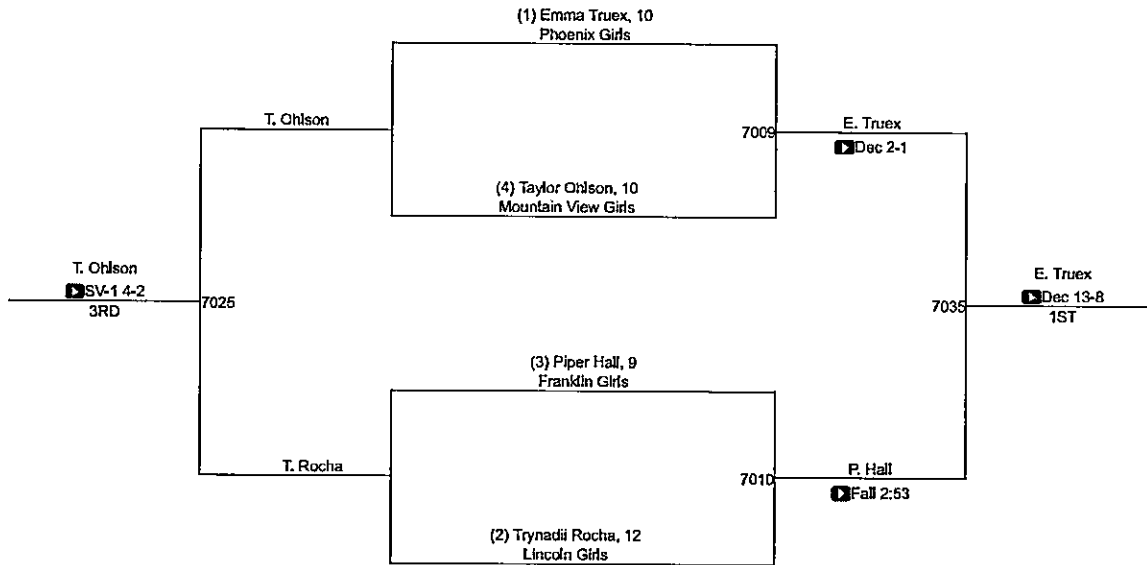 (1) Emma Truex, 10
Phoenix Girls
T. Ohlson
7009
E. Truex
Dec 2-1
(4) Taylor Ohlson, 10
Mountain View Girls
T. Ohlson
SV-1 4-2
3RD
7025
E. Truex
Dec 13-8
1ST
7035
(3) Piper Hall, 9
Franklin Girls
T. Rocha
7010
P. Hall
Fall 2:53
(2) Trynadii Rocha, 12
Lincoln Girls